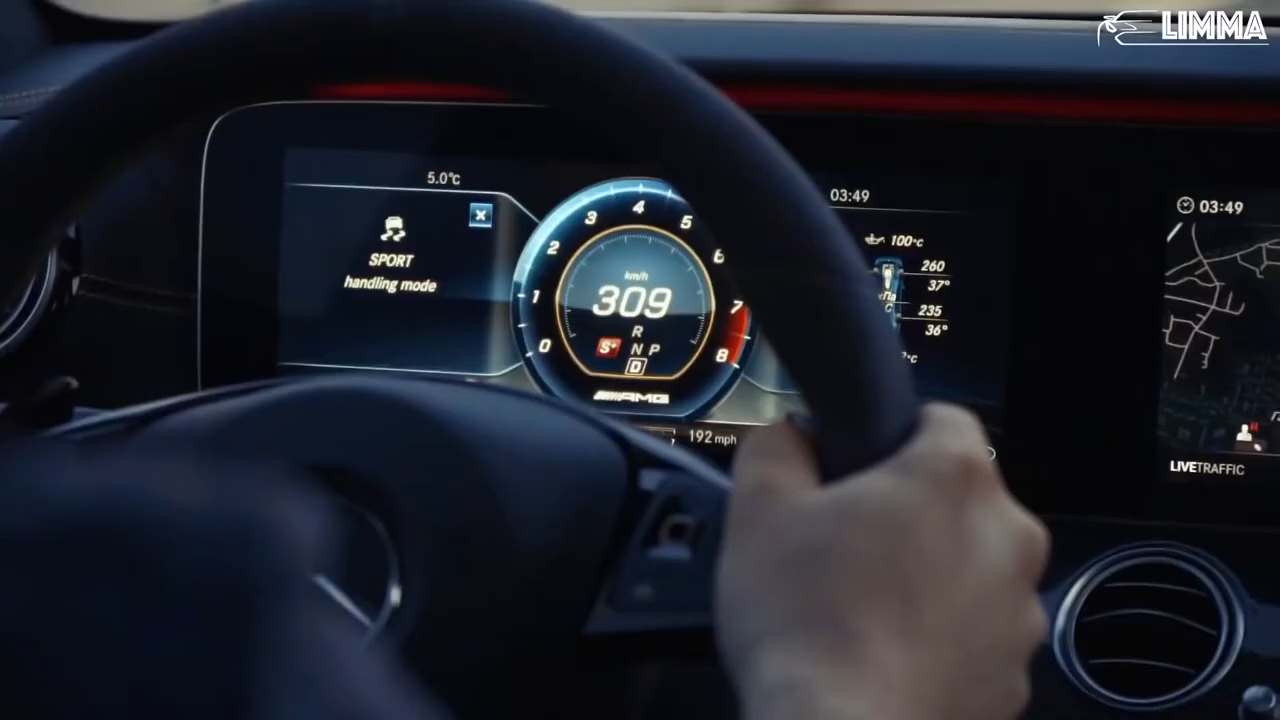 LIMMA
5.0°C
SPORT
handling mode
0
1
2
3
4
5
6
7
8
km/h
309
R
S+ N P
D
AMG
192 mph
03:49
100°C
260
37°
235
36°
03:49
LIVETRAFFIC